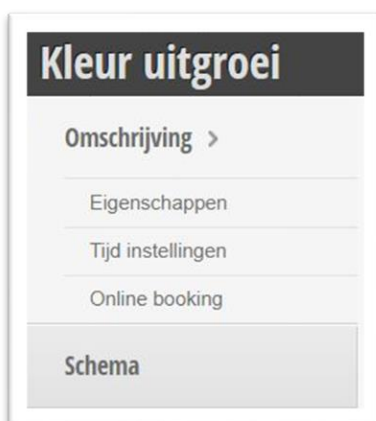 Kleur uitgroei
Omschrijving >
Eigenschappen
Tijd instellingen
Online booking
Schema